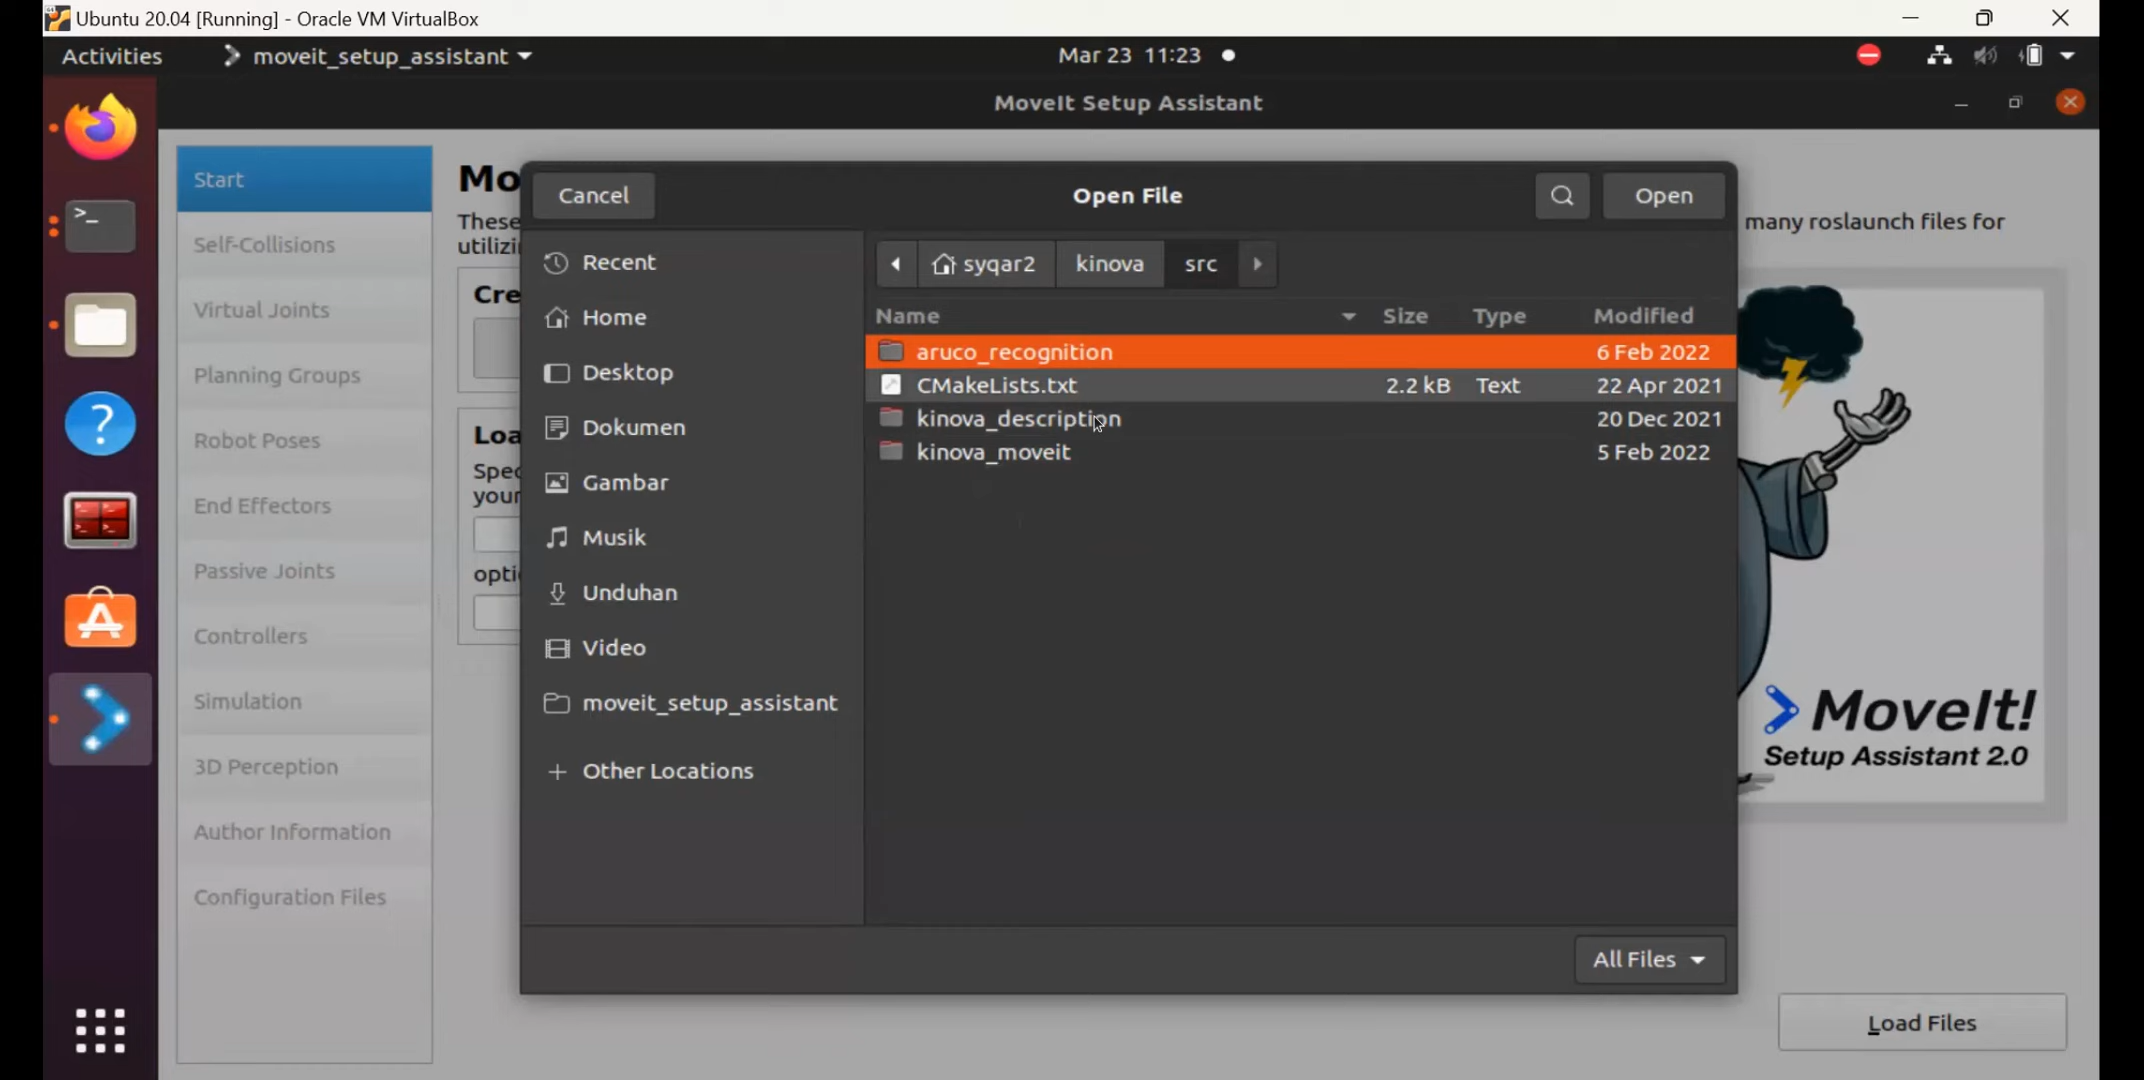 Ubuntu 20.04 [Running] - Oracle VM VirtualBox
Activities
moveit_setup_assistant
Mar 23 11:23
MoveIt Setup Assistant
Start
Self-Collisions
Virtual Joints
Planning Groups
Robot Poses
End Effectors
Passive Joints
Controllers
Simulation
3D Perception
Author Information
Configuration Files
Mo
These
utilizi
many roslaunch files for
Cre
Loa
Spec
your
optic
Cancel
Open File
Open
Recent
Home
Desktop
Dokumen
Gambar
Musik
Unduhan
Video
moveit_setup_assistant
+ Other Locations
syqar2 kinova src
Name Size Type Modified
aruco_recognition 6 Feb 2022
CMakeLists.txt 2.2 kB Text 22 Apr 2021
kinova_description 20 Dec 2021
kinova_moveit 5 Feb 2022
All Files
MoveIt!
Setup Assistant 2.0
Load Files